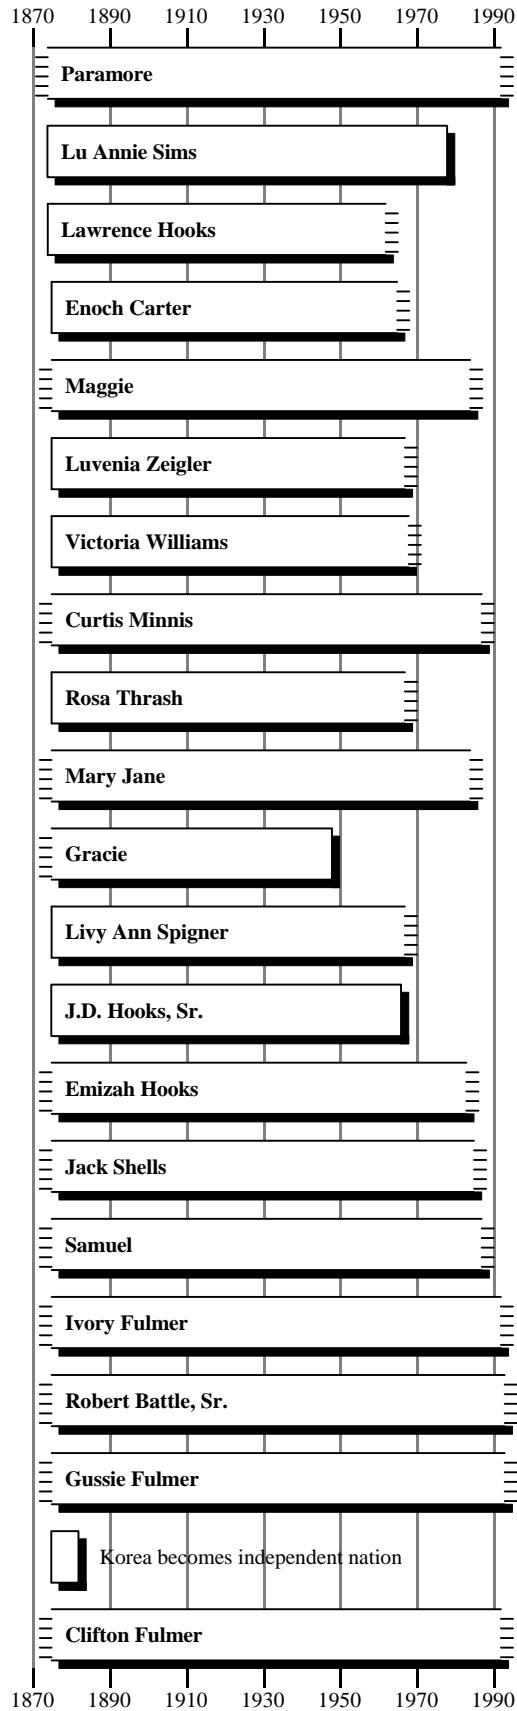 1870 1890 1910 1930 1950 1970 1990
Paramore
Lu Annie Sims
Lawrence Hooks
Enoch Carter
Maggie
Luvenia Zeigler
Victoria Williams
Curtis Minnis
Rosa Thrash
Mary Jane
Gracie
Livy Ann Spigner
J.D. Hooks, Sr.
Emizah Hooks
Jack Shells
Samuel
Ivory Fulmer
Robert Battle, Sr.
Gussie Fulmer
Korea becomes independent nation
Clifton Fulmer
1870 1890 1910 1930 1950 1970 1990